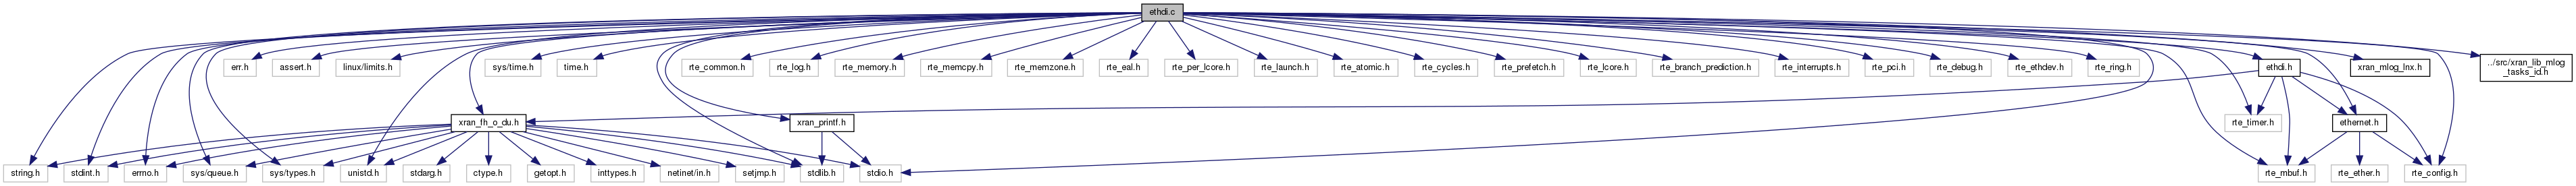 ethdi.c
err.h
assert.h
linux/limits.h
sys/time.h
time.h
rte_common.h
rte_log.h
rte_memory.h
rte_memcpy.h
rte_memzone.h
rte_eal.h
rte_per_lcore.h
rte_launch.h
rte_atomic.h
rte_cycles.h
rte_prefetch.h
rte_lcore.h
rte_branch_prediction.h
rte_interrupts.h
rte_pci.h
rte_debug.h
rte_ethdev.h
rte_ring.h
ethdi.h
xran_mlog_lnx.h
../src/xran_lib_mlog
_tasks_id.h
xran_fh_o_du.h
xran_printf.h
rte_timer.h
ethernet.h
string.h
stdint.h
errno.h
sys/queue.h
sys/types.h
unistd.h
stdarg.h
ctype.h
getopt.h
inttypes.h
netinet/in.h
setjmp.h
stdlib.h
stdio.h
rte_mbuf.h
rte_ether.h
rte_config.h